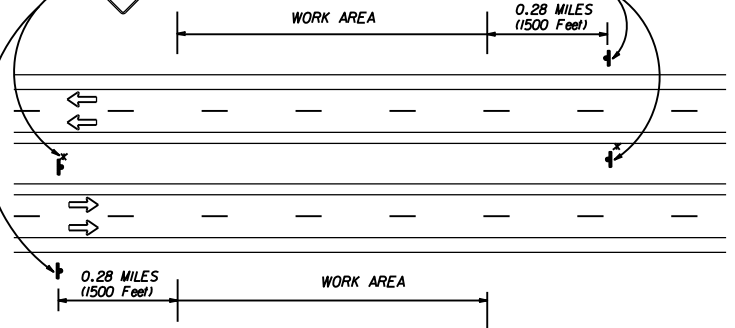 WORK AREA
0.28 MILES
(1500 Feet)
x
x
0.28 MILES
(1500 Feet)
WORK AREA